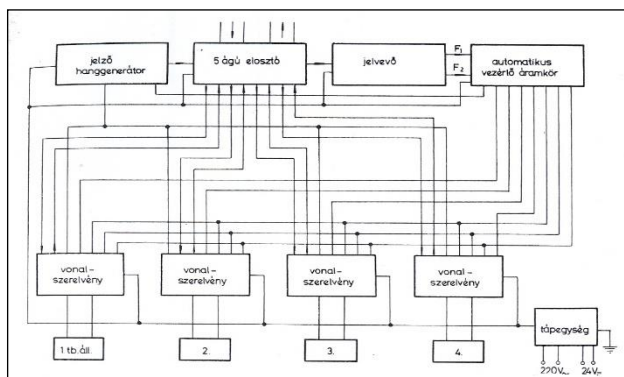 jelző
hanggenerátor
5 ágú elosztó
jelvevő
F1
F2
automatikus
vezérlő áramkör
vonal-
szerelvény
vonal-
szerelvény
vonal-
szerelvény
vonal-
szerelvény
tápegység
1 tb. áll.
2.
3.
4.
220V
24V